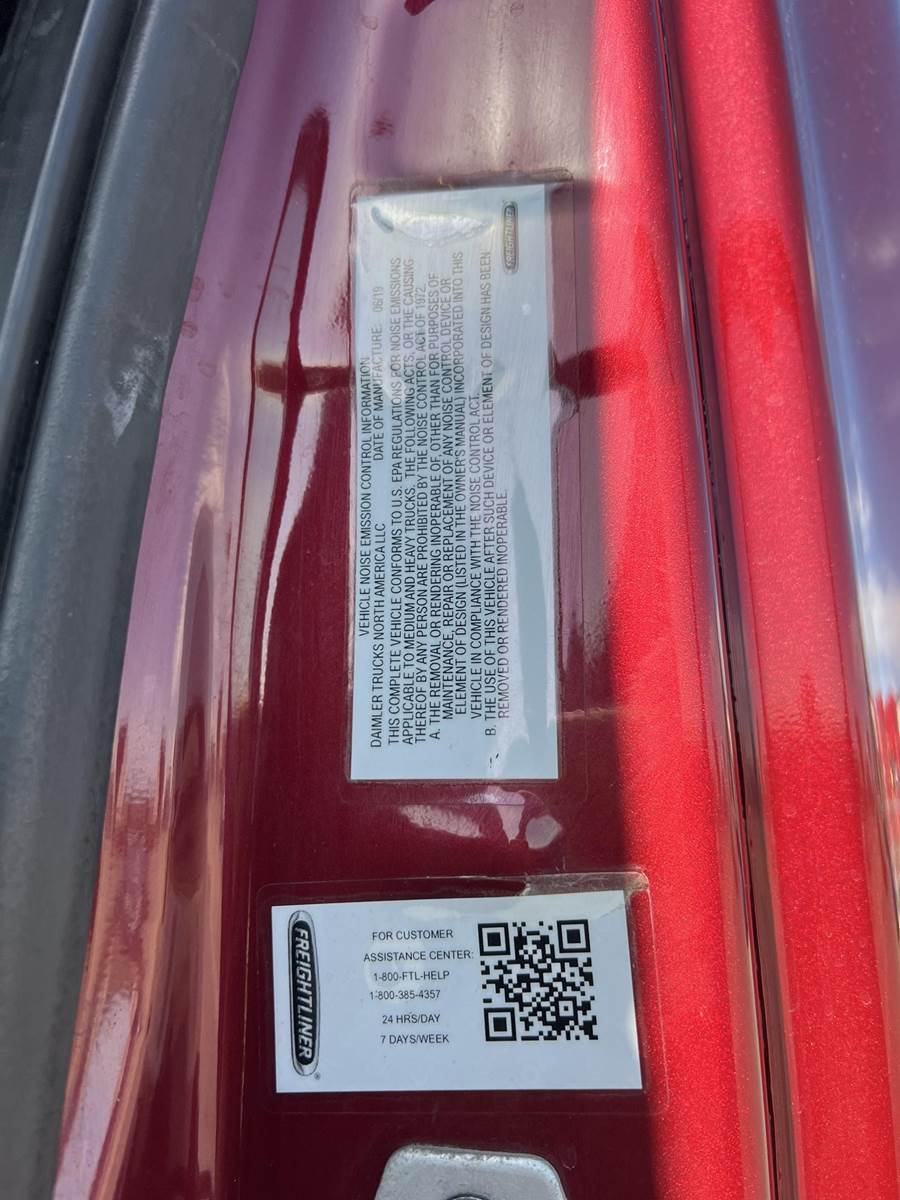 FREIGHTLINER
VEHICLE NOISE EMISSION CONTROL INFORMATION
DAIMLER TRUCKS NORTH AMERICA LLC DATE OF MANUFACTURE 06/19
THIS COMPLETE VEHICLE CONFORMS TO U.S. EPA REGULATIONS FOR NOISE EMISSIONS
APPLICABLE TO MEDIUM AND HEAVY TRUCKS. THE FOLLOWING ACTS, OR THE CAUSING
THEREOF BY ANY PERSON ARE PROHIBITED BY THE NOISE CONTROL ACT OF 1972.
A. THE REMOVAL OR RENDERING INOPERABLE OF, OTHER THAN FOR PURPOSES OF
MAINTENANCE, REPAIR OR REPLACEMENT OF ANY NOISE CONTROL DEVICE OR
ELEMENT OF DESIGN (LISTED IN THE OWNER'S MANUAL) INCORPORATED INTO THIS
VEHICLE IN COMPLIANCE WITH THE NOISE CONTROL ACT.
B. THE USE OF THIS VEHICLE AFTER SUCH DEVICE OR ELEMENT OF DESIGN HAS BEEN
REMOVED OR RENDERED INOPERABLE.
FREIGHTLINER
FOR CUSTOMER
ASSISTANCE CENTER:
1-800-FTL-HELP
1-800-385-4357
24 HRS/DAY
7 DAYS/WEEK